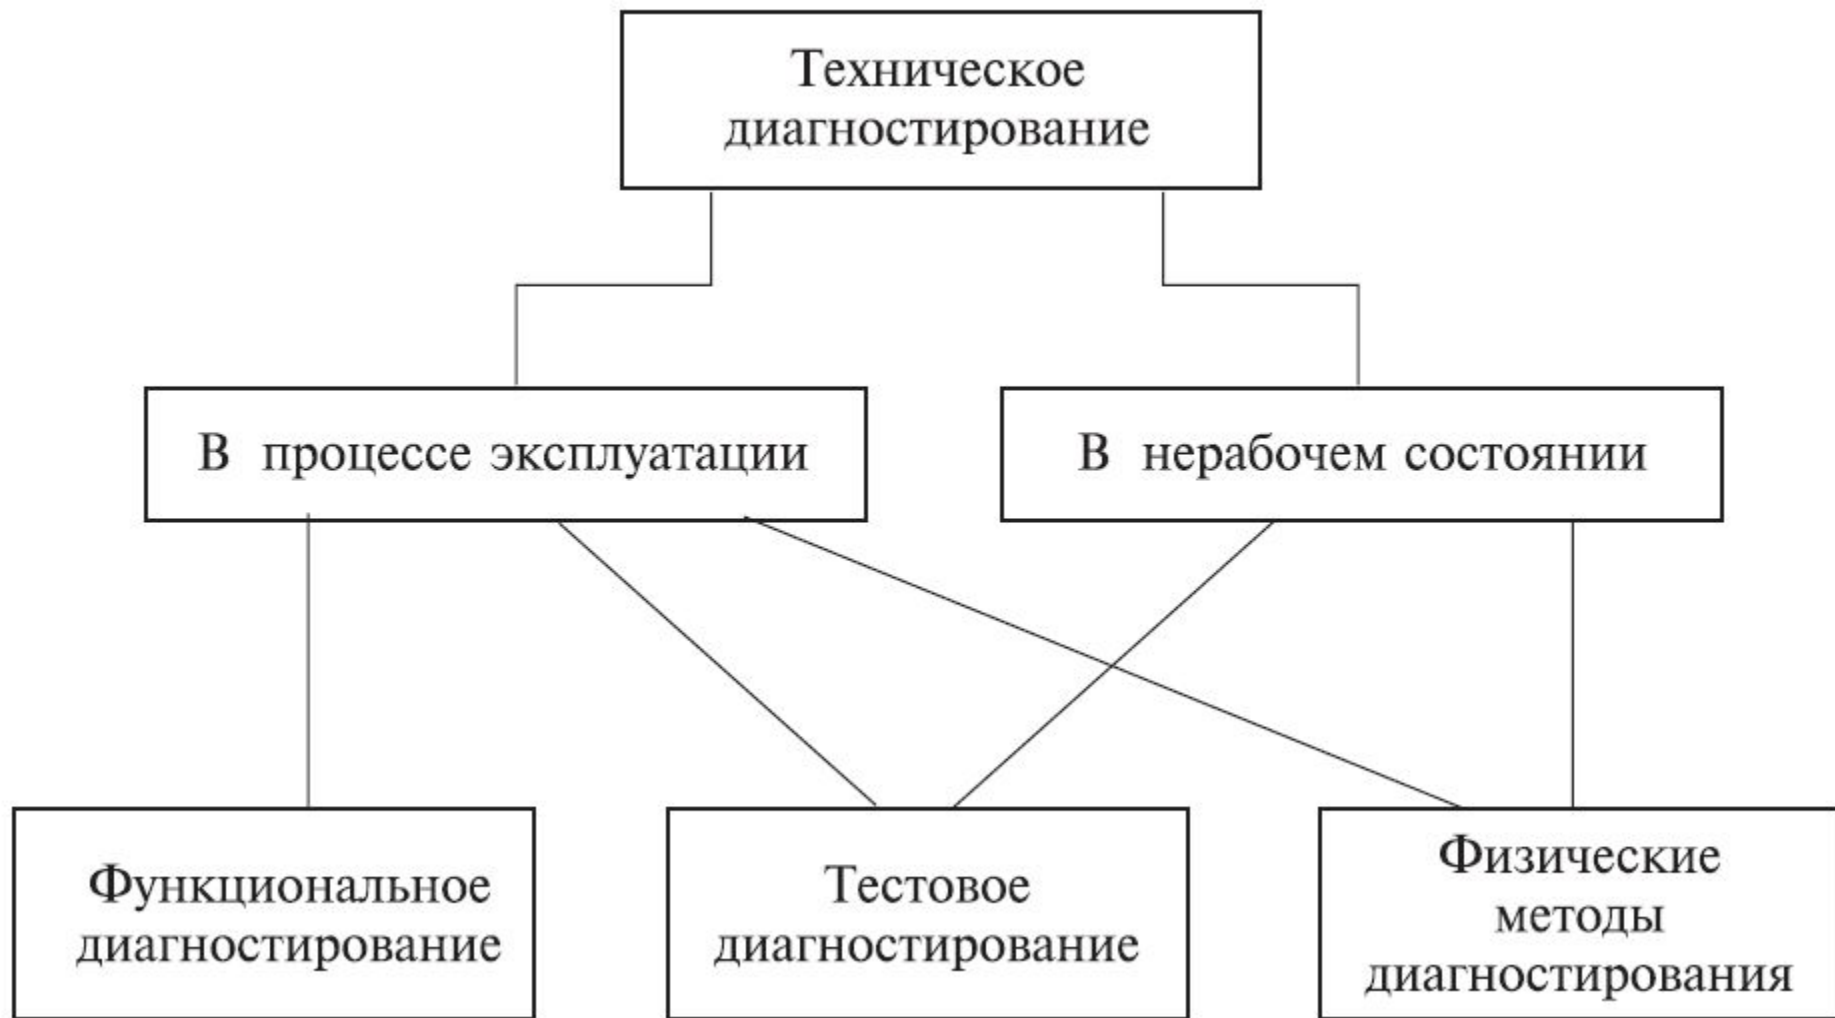 Техническое
диагностирование
В процессе эксплуатации
В нерабочем состоянии
Функциональное
диагностирование
Тестовое
диагностирование
Физические
методы
диагностирования